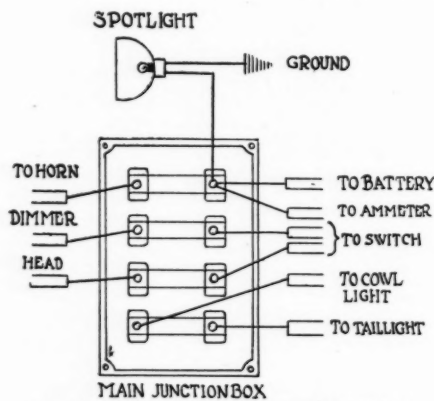 SPOTLIGHT
GROUND
TO HORN
TO BATTERY
DIMMER
TO AMMETER
TO SWITCH
HEAD
TO COWL
LIGHT
TO TAILLIGHT
MAIN JUNCTION BOX